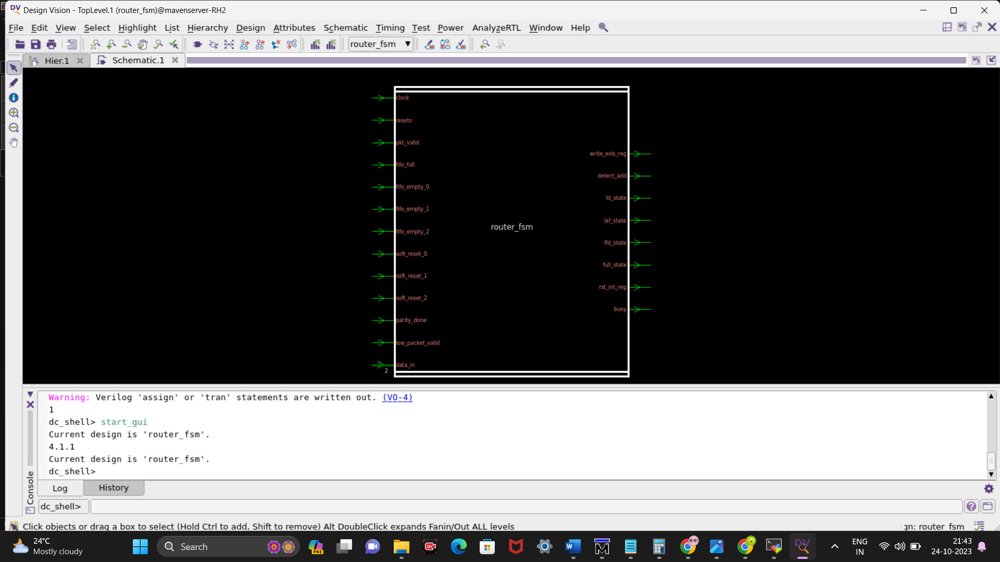 Design Vision - TopLevel.1 (router_fsm)@mavenserver-RH2
File Edit View Select Highlight List Hierarchy Design Attributes Schematic Timing Test Power AnalyzeRTL Window Help
router_fsm
Hier.1 Schematic.1
clock
resetn
pkt_valid
fifo_full
fifo_empty_0
fifo_empty_1
fifo_empty_2
soft_reset_0
soft_reset_1
soft_reset_2
parity_done
low_packet_valid
data_in
2
router_fsm
write_enb_reg
detect_add
ld_state
laf_state
lfd_state
full_state
rst_int_reg
busy
Warning: Verilog 'assign' or 'tran' statements are written out. (VO-4)
1
dc_shell> start_gui
Current design is 'router_fsm'.
4.1.1
Current design is 'router_fsm'.
dc_shell>
Console
Log History
dc_shell>
Click objects or drag a box to select (Hold Ctrl to add, Shift to remove) Alt DoubleClick expands Fanin/Out ALL levels
gn: router_fsm
24°C
Mostly cloudy
Search
PRE
ENG
IN
21:43
24-10-2023